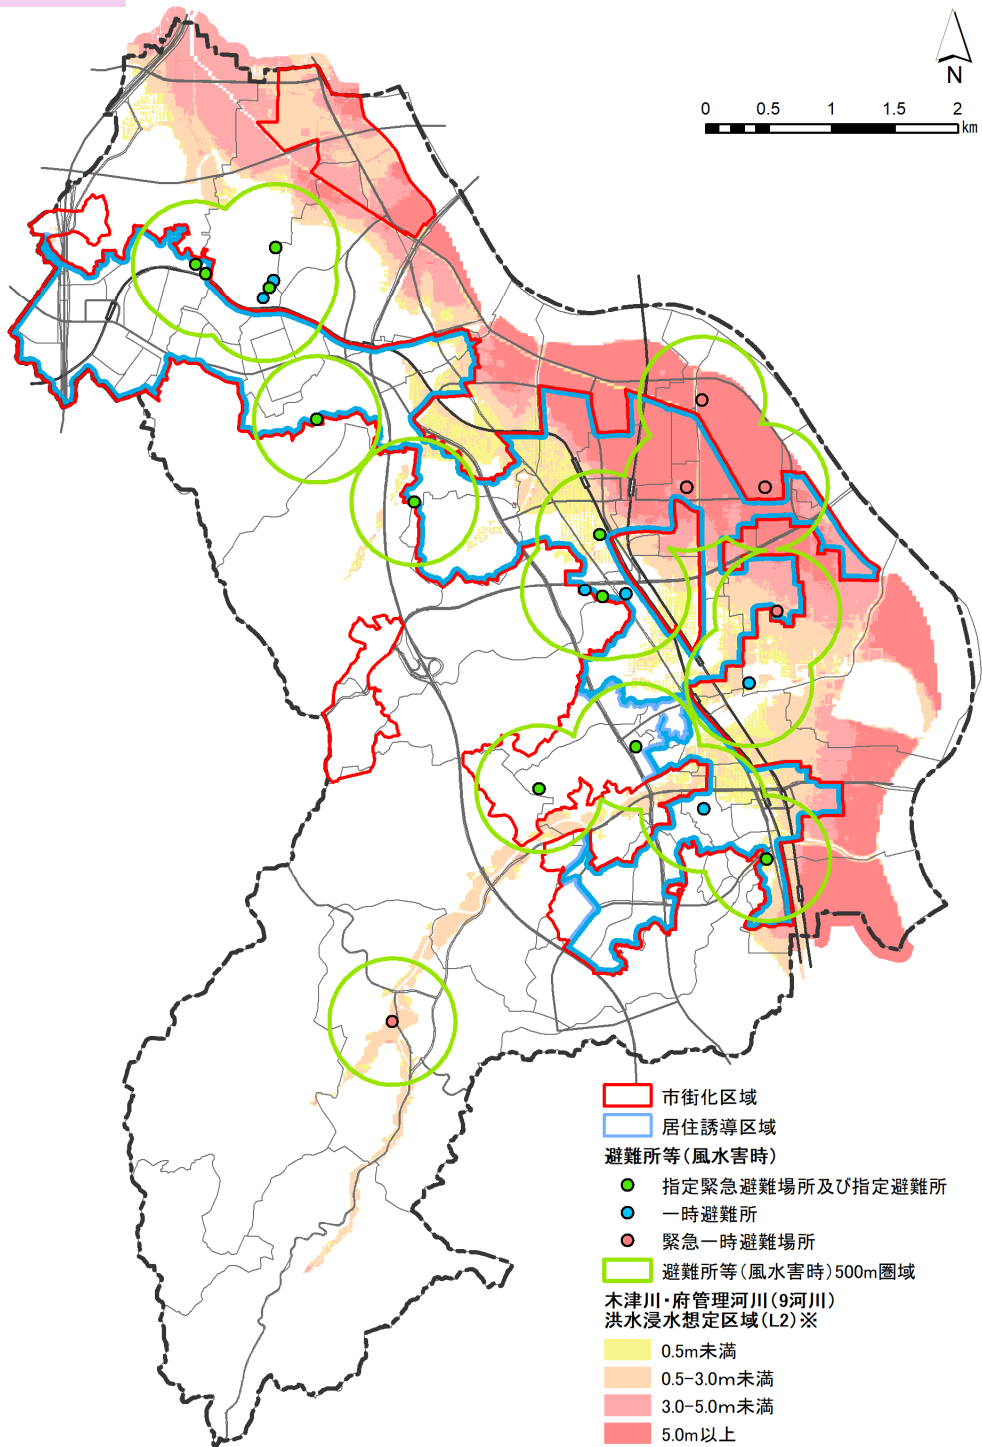 N
0 0.5 1 1.5 2
km
市街化区域
居住誘導区域
避難所等(風水害時)
指定緊急避難場所及び指定避難所
一時避難所
緊急一時避難場所
避難所等(風水害時)500m圏域
木津川・府管理河川(9河川)
洪水浸水想定区域(L2)※
0.5m未満
0.5-3.0m未満
3.0-5.0m未満
5.0m以上